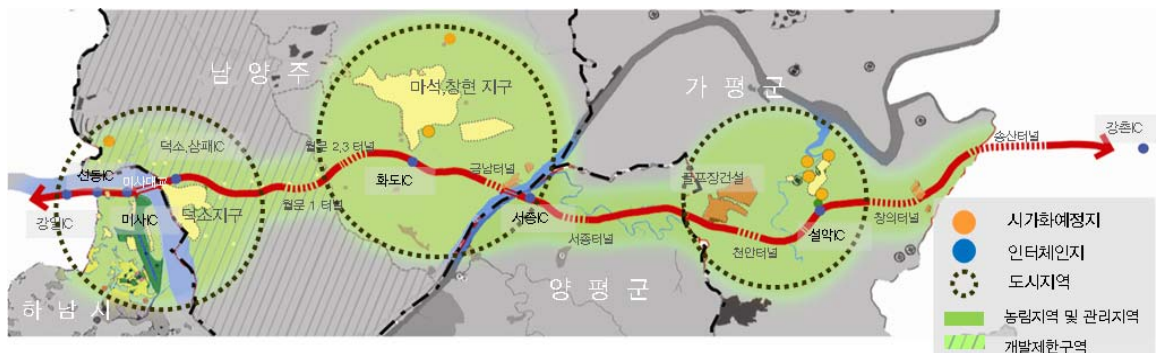 남 양 주
마석,창현 지구
가 평 군
강촌IC
송산터널
덕소,삼패IC
월문 2,3 터널
금남터널
골프장건설
선동IC
미사대교
화도IC
강일IC
미사IC
덕소지구
월문 1 터널
서종IC
서종터널
천안터널
설악IC
창의터널
하 남 시
양 평 군
시가화예정지
인터체인지
도시지역
농림지역 및 관리지역
개발제한구역